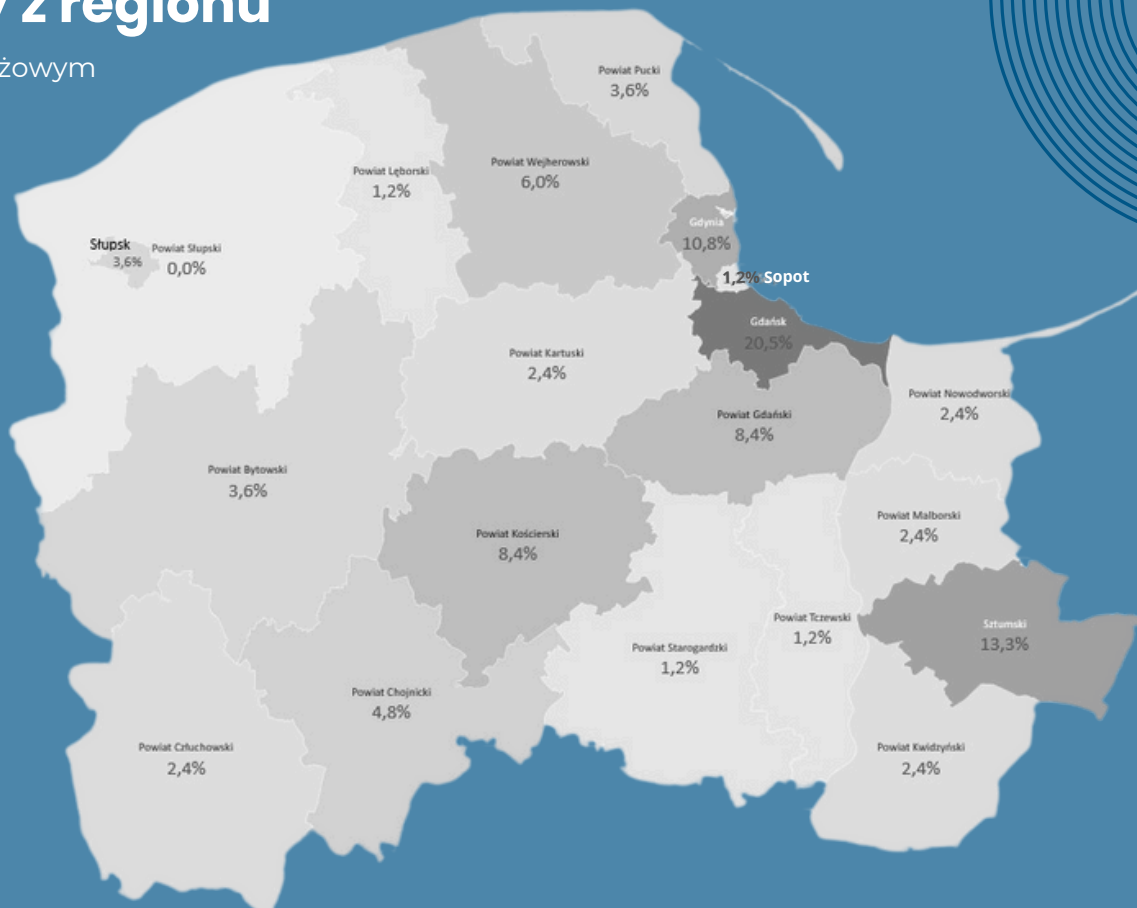 z regionu
żowym
Powiat Pucki
3,6%
Powiat Wejherowski
6,0%
Powiat Lęborski
1,2%
Gdynia
10,8%
Słupsk
3,6%
Powiat Słupski
0,0%
1,2% Sopot
Gdańsk
20,5%
Powiat Kartuski
2,4%
Powiat Nowodworski
2,4%
Powiat Gdański
8,4%
Powiat Bytowski
3,6%
Powiat Malborski
2,4%
Powiat Kościerski
8,4%
Powiat Tczewski
1,2%
Sztumski
13,3%
Powiat Starogardzki
1,2%
Powiat Chojnicki
4,8%
Powiat Człuchowski
2,4%
Powiat Kwidzyński
2,4%